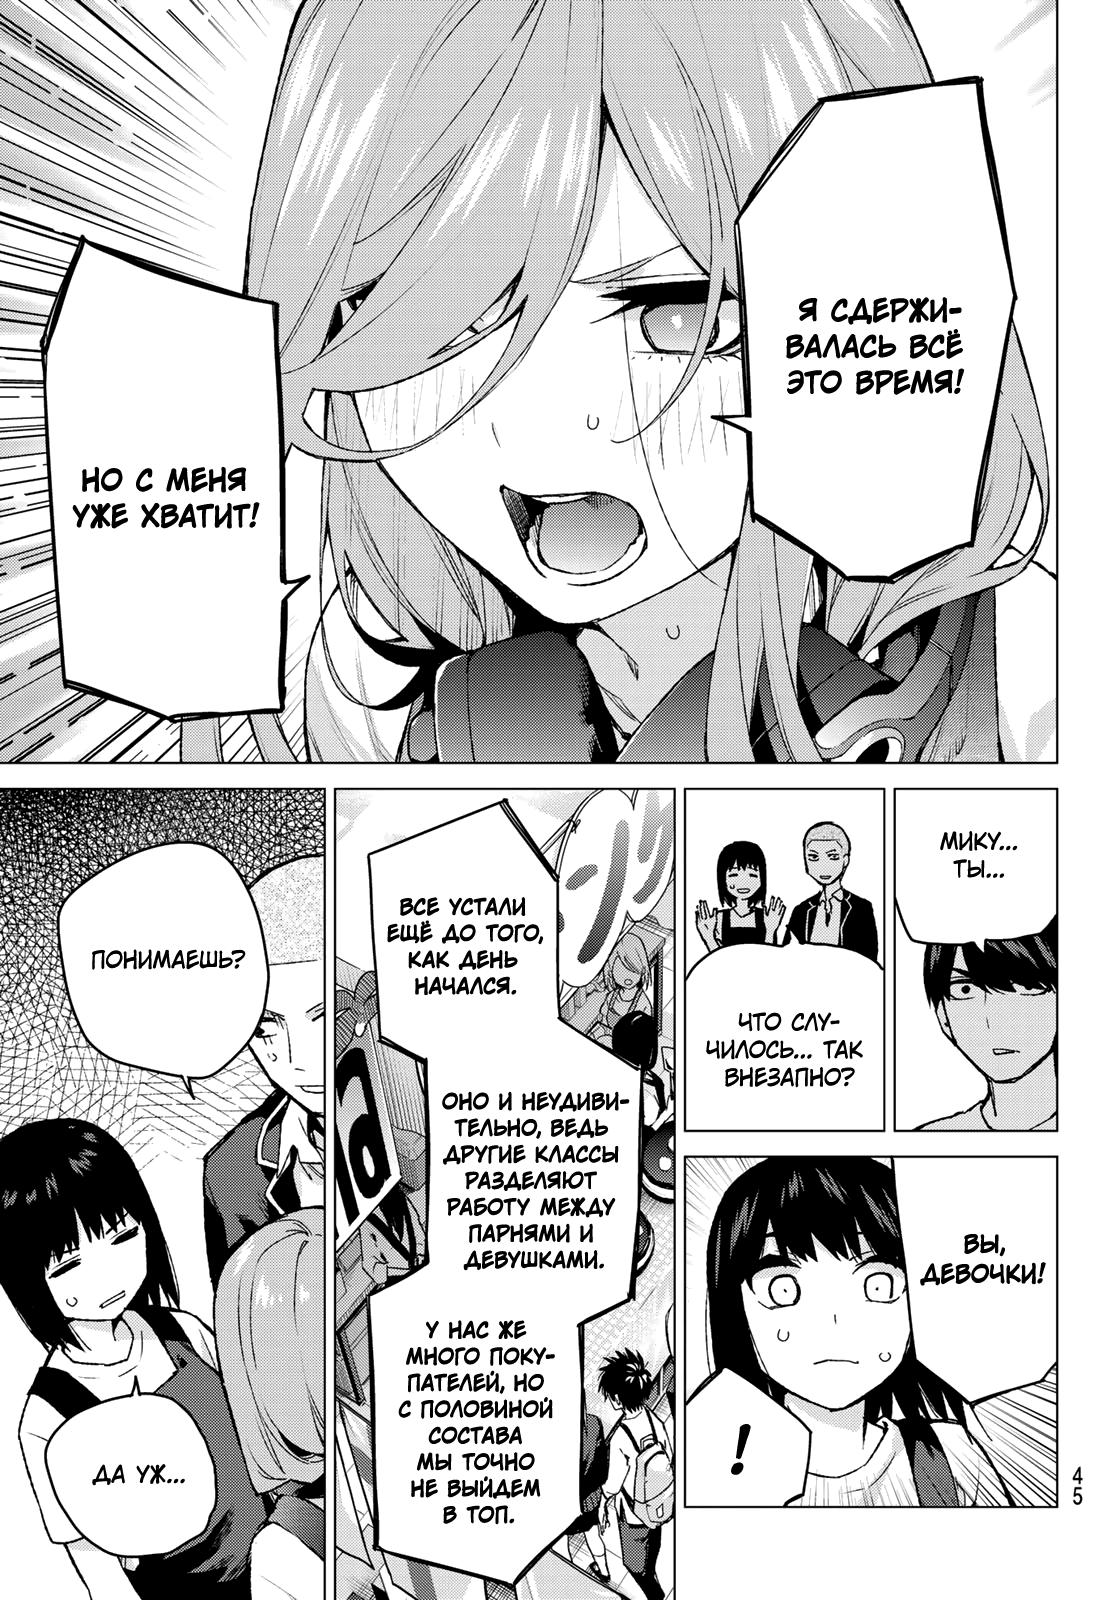 Я СДЕРЖИ-
ВАЛАСЬ ВСЁ
ЭТО ВРЕМЯ!
НО С МЕНЯ
УЖЕ ХВАТИТ!
МИКУ...
ТЫ...
ЧТО СЛУ-
ЧИЛОСЬ... ТАК
ВНЕЗАПНО?
ВЫ,
ДЕВОЧКИ!
!
ВСЕ УСТАЛИ
ЕЩЁ ДО ТОГО,
КАК ДЕНЬ
НАЧАЛСЯ.
ОНО И НЕУДИВИ-
ТЕЛЬНО, ВЕДЬ
ДРУГИЕ КЛАССЫ
РАЗДЕЛЯЮТ
РАБОТУ МЕЖДУ
ПАРНЯМИ И
ДЕВУШКАМИ.
У НАС ЖЕ
МНОГО ПОКУ-
ПАТЕЛЕЙ, НО
С ПОЛОВИНОЙ
СОСТАВА
МЫ ТОЧНО
НЕ ВЫЙДЕМ
В ТОП.
ПОНИМАЕШЬ?
ДА УЖ...
45